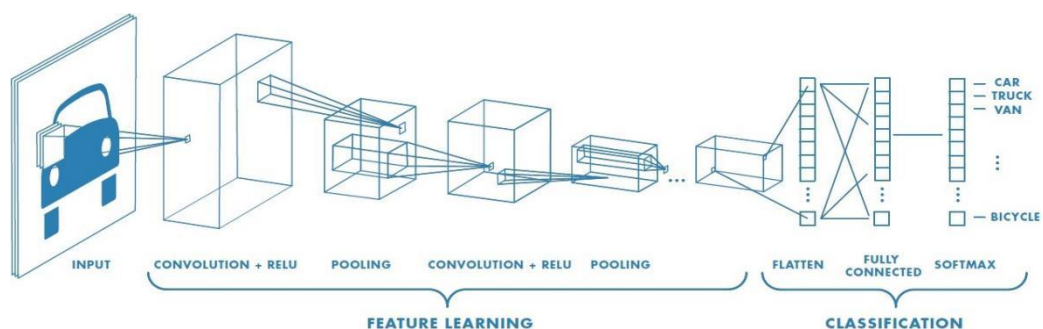 CAR
TRUCK
VAN
BICYCLE
INPUT
CONVOLUTION + RELU
POOLING
CONVOLUTION + RELU
POOLING
FLATTEN
FULLY
CONNECTED
SOFTMAX
FEATURE LEARNING
CLASSIFICATION